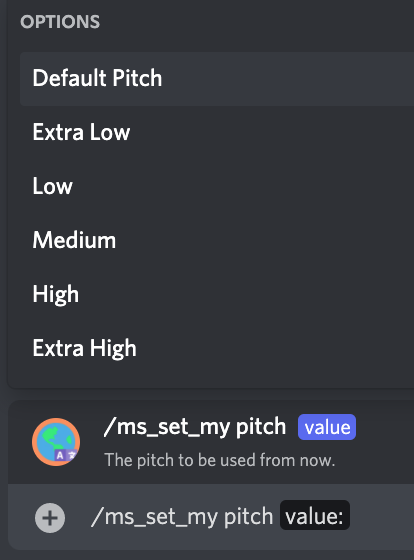 OPTIONS
Default Pitch
Extra Low
Low
Medium
High
Extra High
/ms_set_my pitch value
The pitch to be used from now.
/ms_set_my pitch value: